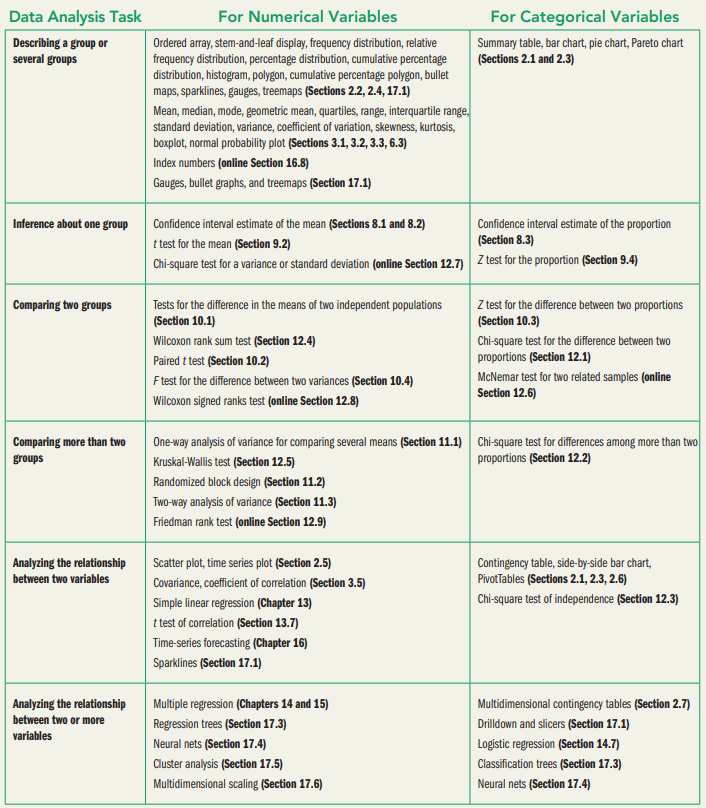 Data Analysis Task
For Numerical Variables
For Categorical Variables
Describing a group or
several groups
Ordered array, stem-and-leaf display, frequency distribution, relative
frequency distribution, percentage distribution, cumulative percentage
distribution, histogram, polygon, cumulative percentage polygon, bullet
maps, sparklines, gauges, treemaps (Sections 2.2, 2.4, 17.1)
Mean, median, mode, geometric mean, quartiles, range, interquartile range,
standard deviation, variance, coefficient of variation, skewness, kurtosis,
boxplot, normal probability plot (Sections 3.1, 3.2, 3.3, 6.3)
Index numbers (online Section 16.8)
Gauges, bullet graphs, and treemaps (Section 17.1)
Summary table, bar chart, pie chart, Pareto chart
(Sections 2.1 and 2.3)
Inference about one group
Confidence interval estimate of the mean (Sections 8.1 and 8.2)
t test for the mean (Section 9.2)
Chi-square test for a variance or standard deviation (online Section 12.7)
Confidence interval estimate of the proportion
(Section 8.3)
Z test for the proportion (Section 9.4)
Comparing two groups
Tests for the difference in the means of two independent populations
(Section 10.1)
Wilcoxon rank sum test (Section 12.4)
Paired t test (Section 10.2)
F test for the difference between two variances (Section 10.4)
Wilcoxon signed ranks test (online Section 12.8)
Z test for the difference between two proportions
(Section 10.3)
Chi-square test for the difference between two
proportions (Section 12.1)
McNemar test for two related samples (online
Section 12.6)
Comparing more than two
groups
One-way analysis of variance for comparing several means (Section 11.1)
Kruskal-Wallis test (Section 12.5)
Randomized block design (Section 11.2)
Two-way analysis of variance (Section 11.3)
Friedman rank test (online Section 12.9)
Chi-square test for differences among more than two
proportions (Section 12.2)
Analyzing the relationship
between two variables
Scatter plot, time series plot (Section 2.5)
Covariance, coefficient of correlation (Section 3.5)
Simple linear regression (Chapter 13)
t test of correlation (Section 13.7)
Time-series forecasting (Chapter 16)
Sparklines (Section 17.1)
Contingency table, side-by-side bar chart,
PivotTables (Sections 2.1, 2.3, 2.6)
Chi-square test of independence (Section 12.3)
Analyzing the relationship
between two or more
variables
Multiple regression (Chapters 14 and 15)
Regression trees (Section 17.3)
Neural nets (Section 17.4)
Cluster analysis (Section 17.5)
Multidimensional scaling (Section 17.6)
Multidimensional contingency tables (Section 2.7)
Drilldown and slicers (Section 17.1)
Logistic regression (Section 14.7)
Classification trees (Section 17.3)
Neural nets (Section 17.4)